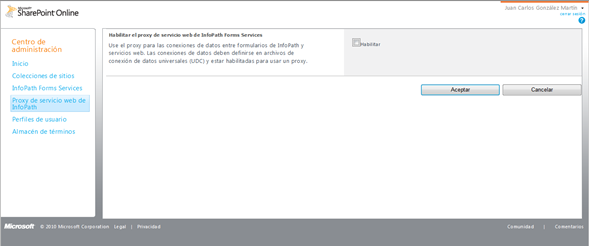 Microsoft
SharePoint Online
Juan Carlos González Martín
cerrar sesión
Centro de
administración
Inicio
Colecciones de sitios
InfoPath Forms Services
Proxy de servicio web de
InfoPath
Perfiles de usuario
Almacén de términos
Habilitar el proxy de servicio web de InfoPath Forms Services
Use el proxy para las conexiones de datos entre formularios de InfoPath y
servicios web. Las conexiones de datos deben definirse en archivos de
conexión de datos universales (UDC) y estar habilitadas para usar un proxy.
Habilitar
Aceptar
Cancelar
Microsoft
© 2010 Microsoft Corporation Legal | Privacidad
Comunidad | Comentarios